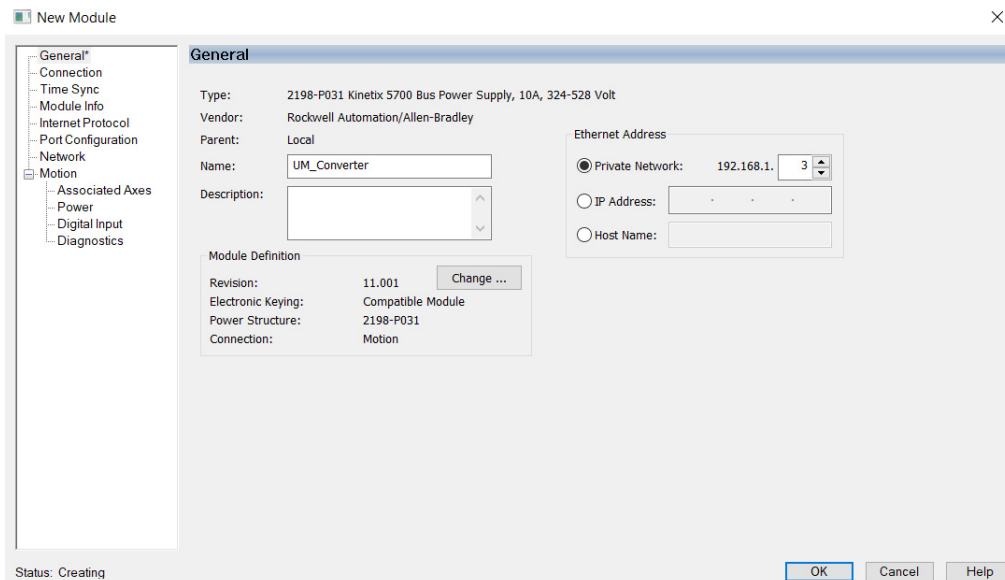 New Module
General*
Connection
Time Sync
Module Info
Internet Protocol
Port Configuration
Network
Motion
Associated Axes
Power
Digital Input
Diagnostics
General
Type: 2198-P031 Kinetix 5700 Bus Power Supply, 10A, 324-528 Volt
Vendor: Rockwell Automation/Allen-Bradley
Parent: Local
Name: UM_Converter
Description:
Ethernet Address
Private Network: 192.168.1. 3
IP Address: . . .
Host Name:
Module Definition
Revision: 11.001 Change ...
Electronic Keying: Compatible Module
Power Structure: 2198-P031
Connection: Motion
Status: Creating
OK Cancel Help